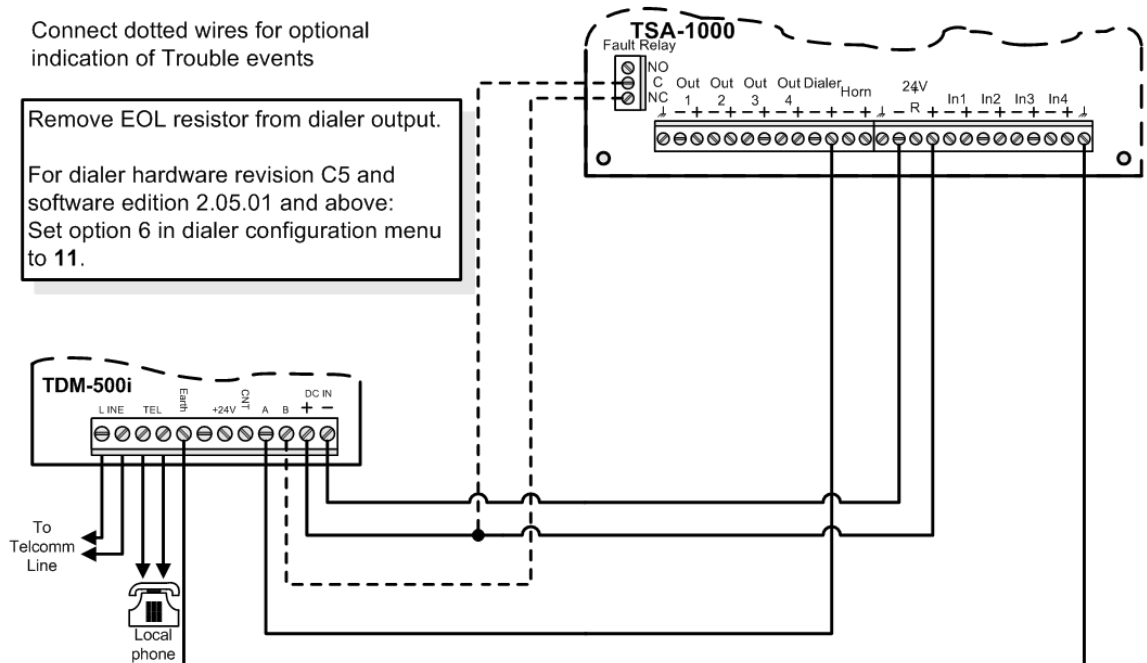 Connect dotted wires for optional
indication of Trouble events
Remove EOL resistor from dialer output.
For dialer hardware revision C5 and
software edition 2.05.01 and above:
Set option 6 in dialer configuration menu
to 11.
TSA-1000
Fault Relay
NO
C
NC
Out 1 - +
Out 2 - +
Out 3 - +
Out 4 - +
Dialer - +
Horn - +
24V
- R +
In1 - +
In2 - +
In3 - +
In4 - +
TDM-500i
L INE
TEL
Earth
+24V
CNT
A
B
DC IN
+ −
To
Telcomm
Line
Local
phone